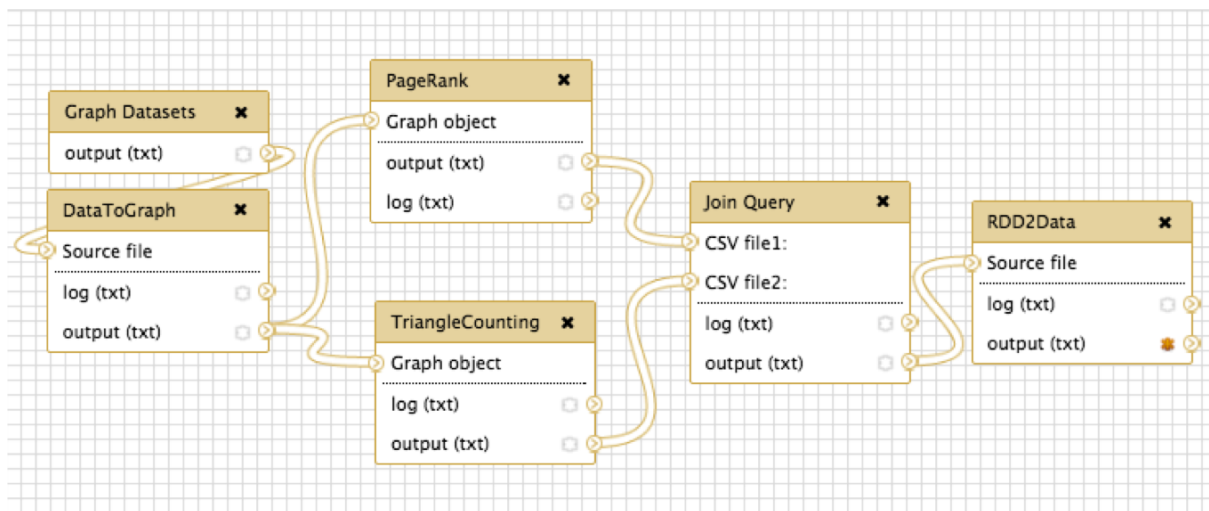 Graph Datasets
output (txt)
DataToGraph
Source file
log (txt)
output (txt)
PageRank
Graph object
output (txt)
log (txt)
TriangleCounting
Graph object
log (txt)
output (txt)
Join Query
CSV file1:
CSV file2:
log (txt)
output (txt)
RDD2Data
Source file
log (txt)
output (txt)